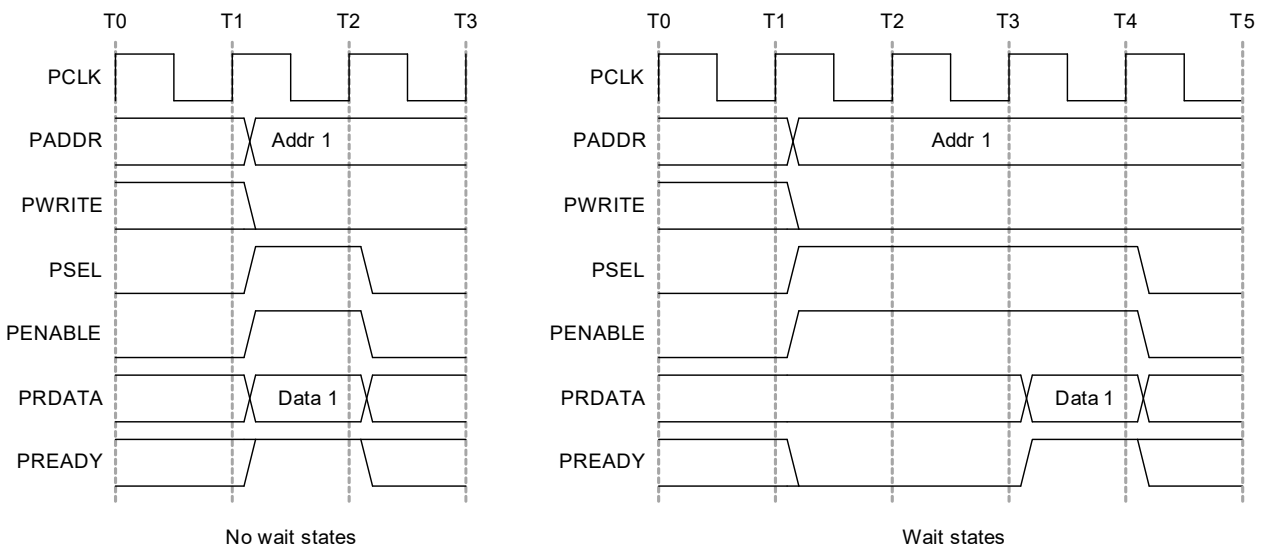 T0 T1 T2 T3
PCLK
PADDR Addr 1
PWRITE
PSEL
PENABLE
PRDATA Data 1
PREADY
No wait states
T0 T1 T2 T3 T4 T5
PCLK
PADDR Addr 1
PWRITE
PSEL
PENABLE
PRDATA Data 1
PREADY
Wait states